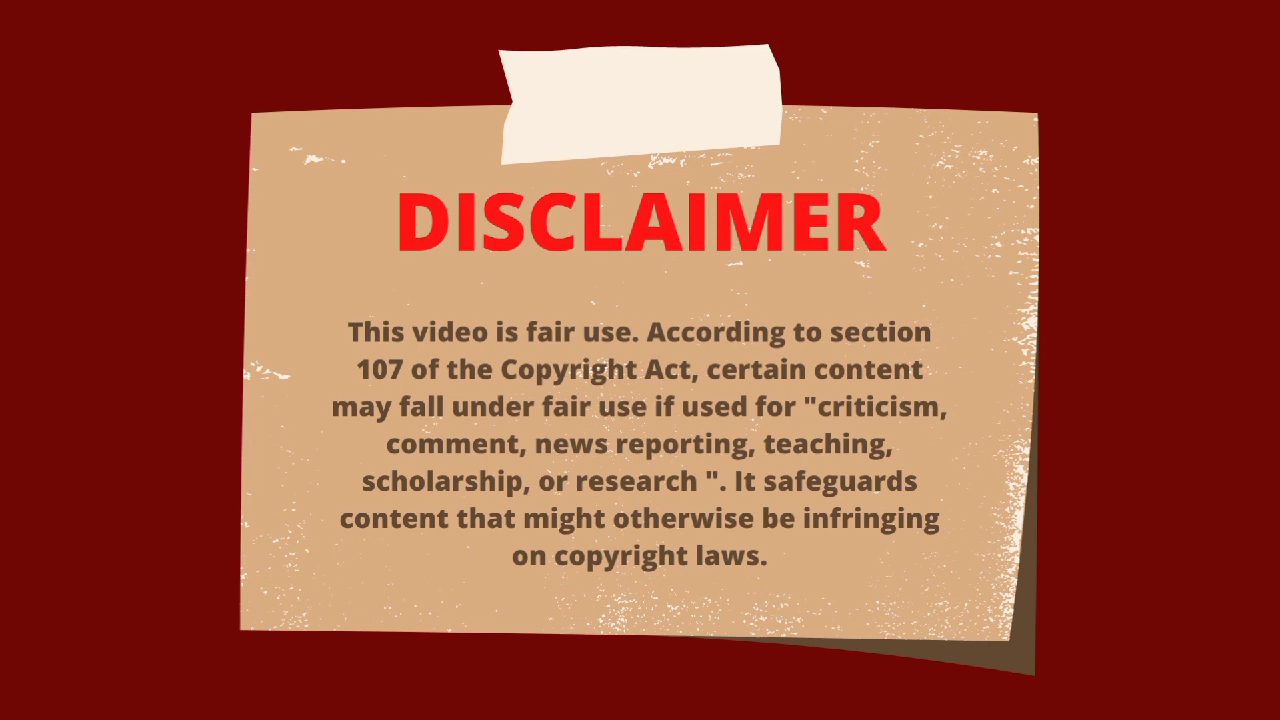 DISCLAIMER
This video is fair use. According to section
107 of the Copyright Act, certain content
may fall under fair use if used for "criticism,
comment, news reporting, teaching,
scholarship, or research ". It safeguards
content that might otherwise be infringing
on copyright laws.